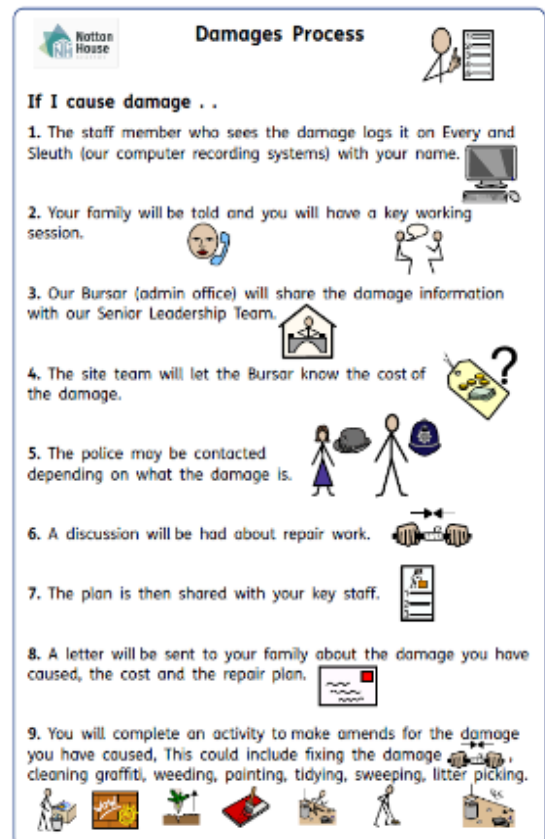 Notton
House
ACADEMY
Damages Process
If I cause damage . .
1. The staff member who sees the damage logs it on Every and
Sleuth (our computer recording systems) with your name.
2. Your family will be told and you will have a key working
session.
3. Our Bursar (admin office) will share the damage information
with our Senior Leadership Team.
4. The site team will let the Bursar know the cost of
the damage.
?
5. The police may be contacted
depending on what the damage is.
6. A discussion will be had about repair work.
7. The plan is then shared with your key staff.
8. A letter will be sent to your family about the damage you have
caused, the cost and the repair plan.
9. You will complete an activity to make amends for the damage
you have caused, This could include fixing the damage ,
cleaning graffiti, weeding, painting, tidying, sweeping, litter picking.